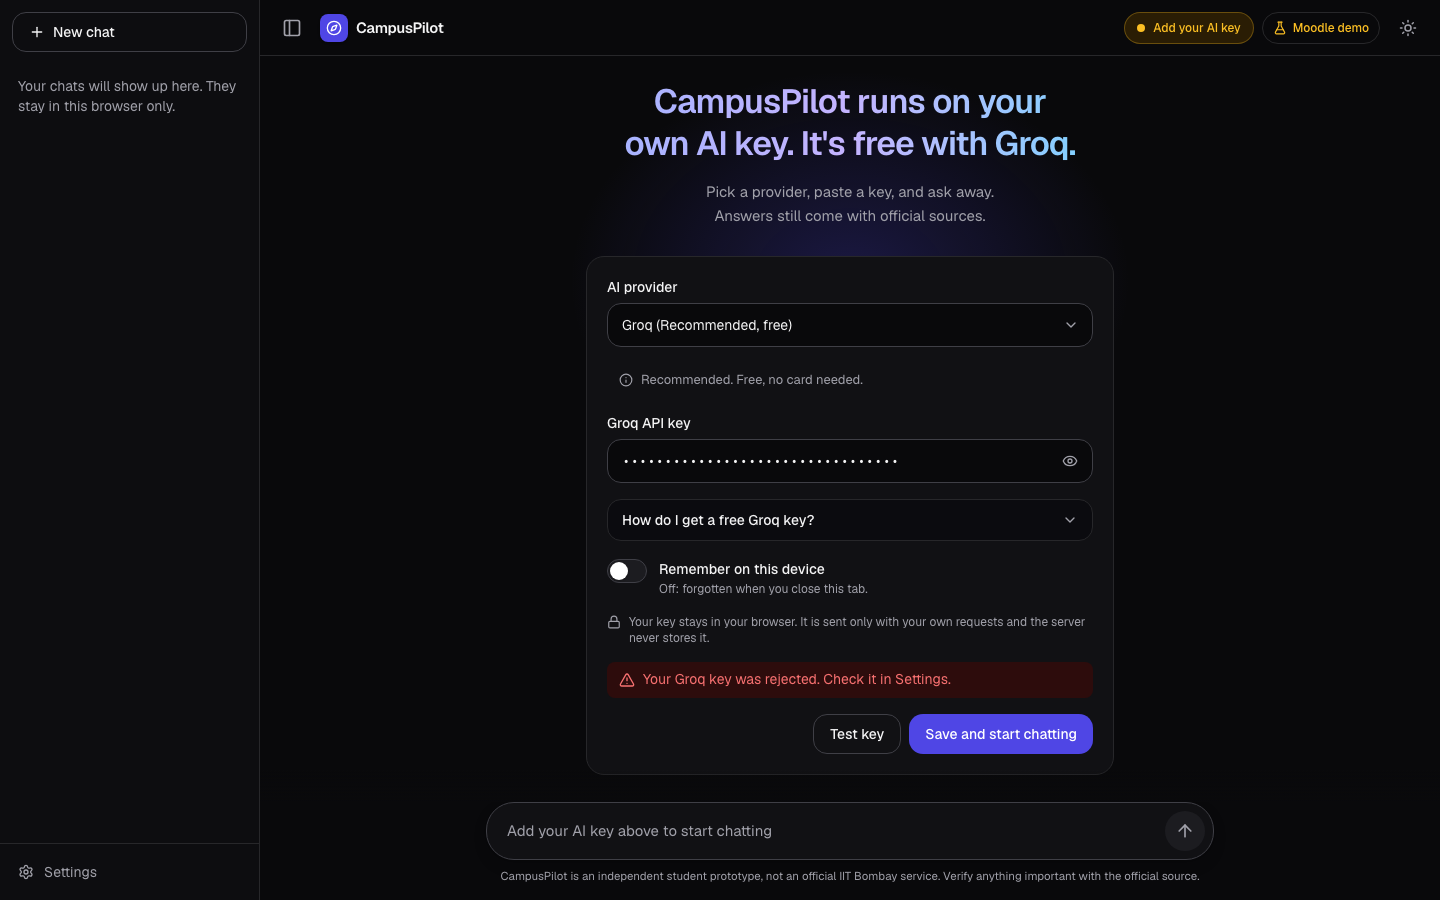 New chat
Your chats will show up here. They
stay in this browser only.
Settings
CampusPilot
Add your AI key
Moodle demo
CampusPilot runs on your
own AI key. It's free with Groq.
Pick a provider, paste a key, and ask away.
Answers still come with official sources.
AI provider
Groq (Recommended, free)
Recommended. Free, no card needed.
Groq API key
How do I get a free Groq key?
Remember on this device
Off: forgotten when you close this tab.
Your key stays in your browser. It is sent only with your own requests and the server
never stores it.
Your Groq key was rejected. Check it in Settings.
Test key
Save and start chatting
Add your AI key above to start chatting
CampusPilot is an independent student prototype, not an official IIT Bombay service. Verify anything important with the official source.